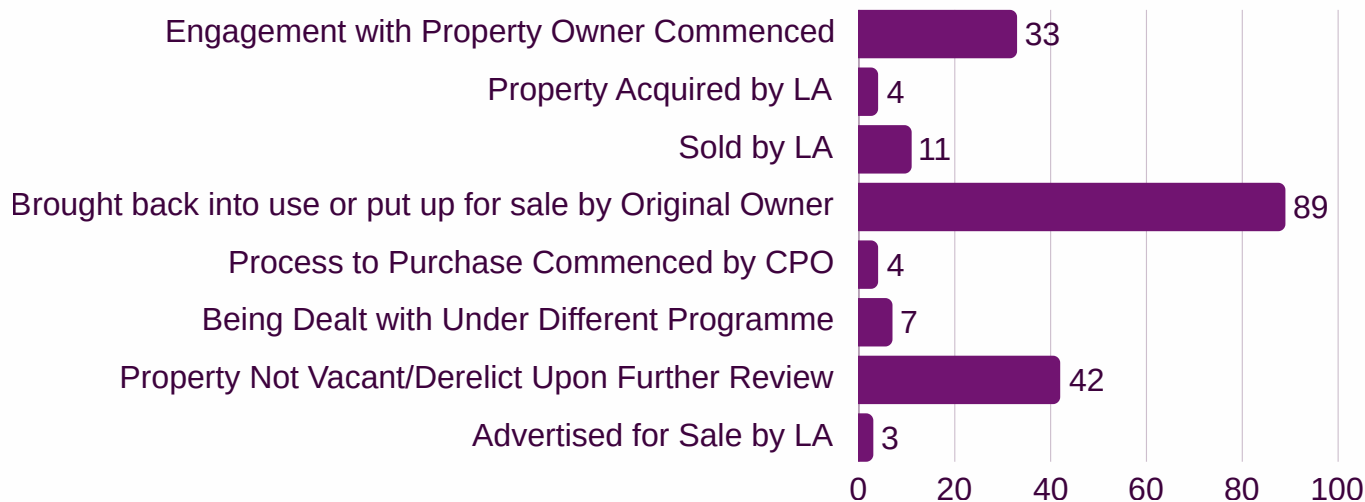 Engagement with Property Owner Commenced 33
Property Acquired by LA 4
Sold by LA 11
Brought back into use or put up for sale by Original Owner 89
Process to Purchase Commenced by CPO 4
Being Dealt with Under Different Programme 7
Property Not Vacant/Derelict Upon Further Review 42
Advertised for Sale by LA 3
0 20 40 60 80 100